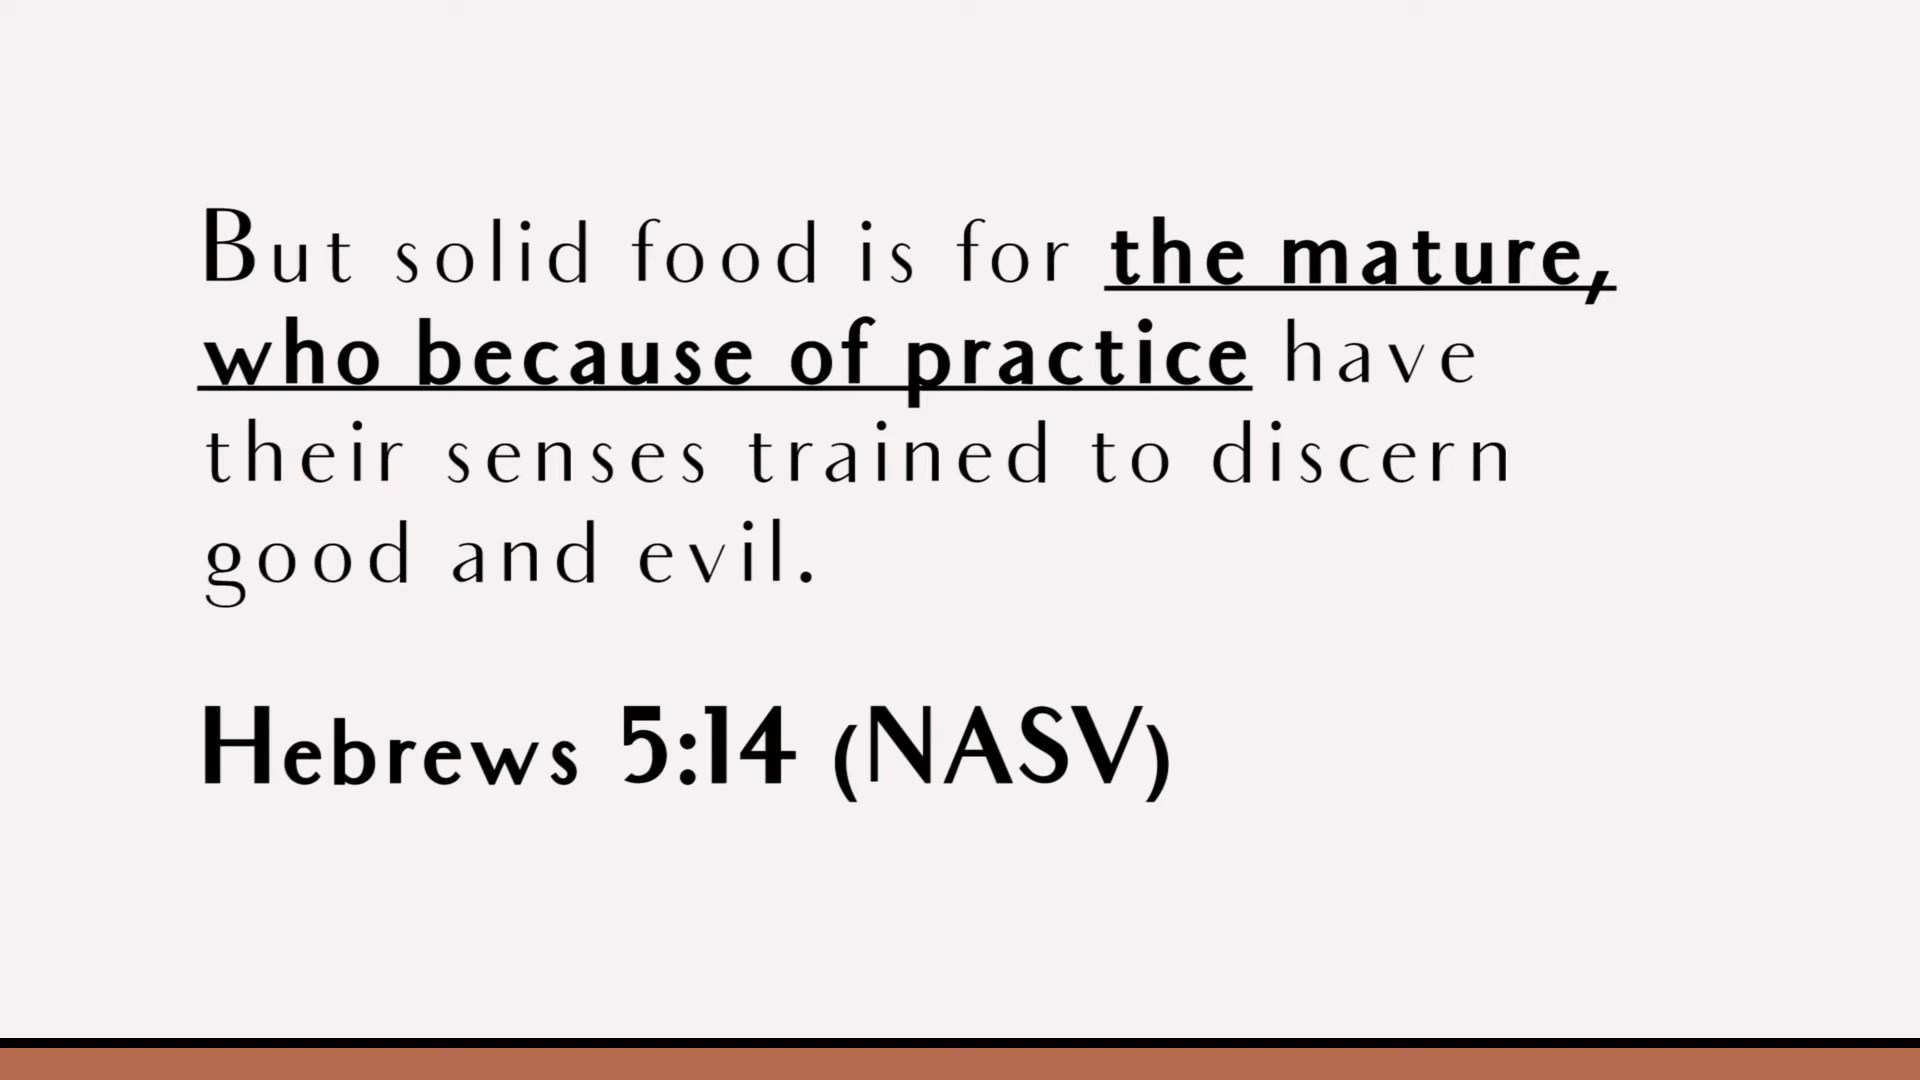 But solid food is for the mature,
who because of practice have
their senses trained to discern
good and evil.
Hebrews 5:14 (NASV)